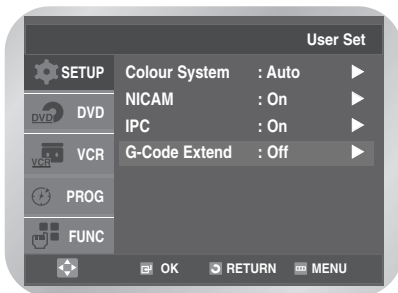 User Set
SETUP
Colour System : Auto
NICAM : On
DVD DVD
IPC : On
VCR VCR
G-Code Extend : Off
PROG
FUNC
OK RETURN MENU